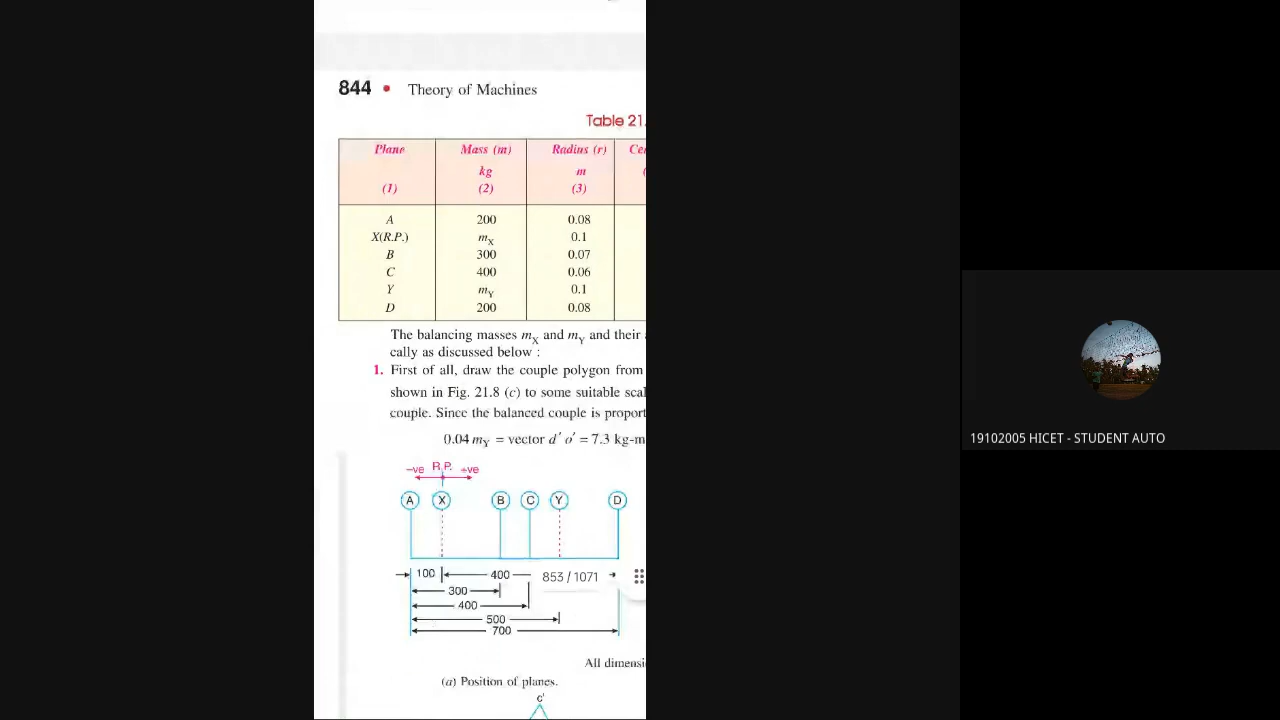 844 • Theory of Machines
Table 21.
Plane Mass (m) Radius (r)
kg m
(1) (2) (3)
A 200 0.08
X(R.P.) mX 0.1
B 300 0.07
C 400 0.06
Y mY 0.1
D 200 0.08
The balancing masses mX and mY and their
cally as discussed below :
1. First of all, draw the couple polygon from
shown in Fig. 21.8 (c) to some suitable
couple. Since the balanced couple is
0.04 mY = vector d′ o′ = 7.3 kg-m
–ve R.P. +ve
A X B C Y D
100 400 853 / 1071
300
400
500
700
All
(a) Position of planes.
c'
19102005 HICET - STUDENT AUTO